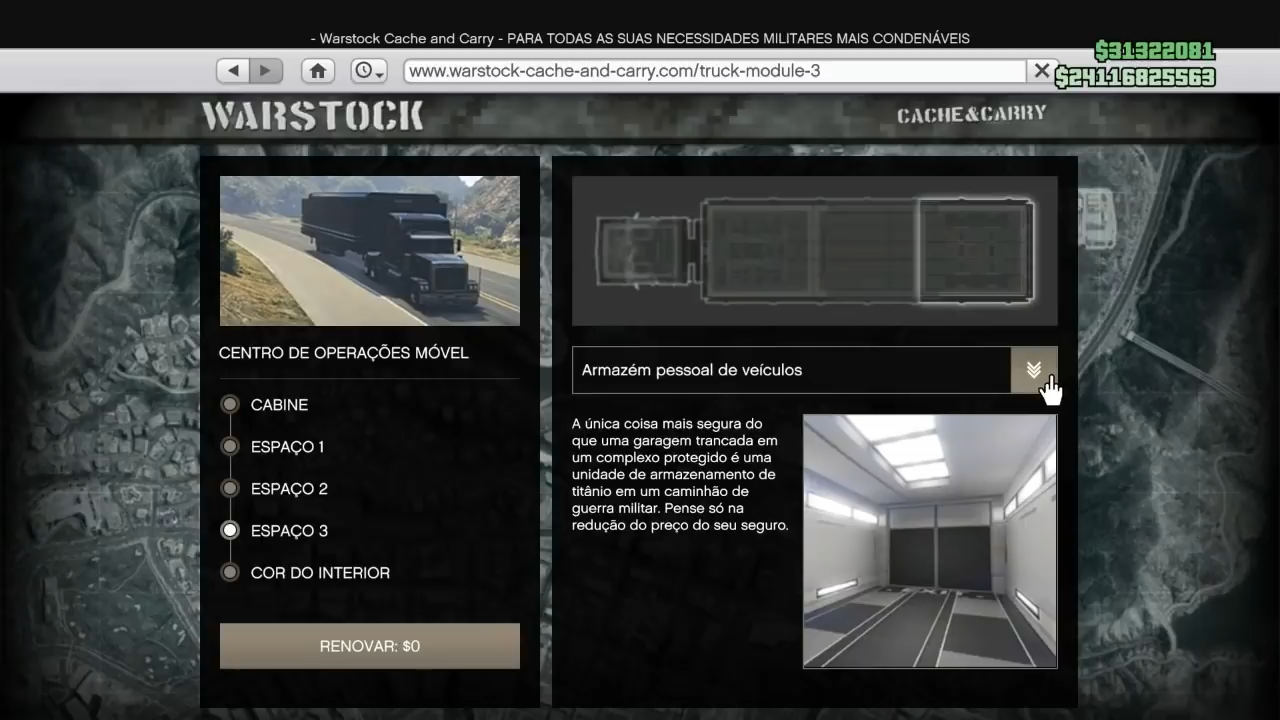 - Warstock Cache and Carry - PARA TODAS AS SUAS NECESSIDADES MILITARES MAIS CONDENÁVEIS
$31322081
www.warstock-cache-and-carry.com/truck-module-3
$24116825563
WARSTOCK
CACHE&CARRY
CENTRO DE OPERAÇÕES MÓVEL
CABINE
ESPAÇO 1
ESPAÇO 2
ESPAÇO 3
COR DO INTERIOR
RENOVAR: $0
Armazém pessoal de veículos
A única coisa mais segura do
que uma garagem trancada em
um complexo protegido é uma
unidade de armazenamento de
titânio em um caminhão de
guerra militar. Pense só na
redução do preço do seu seguro.